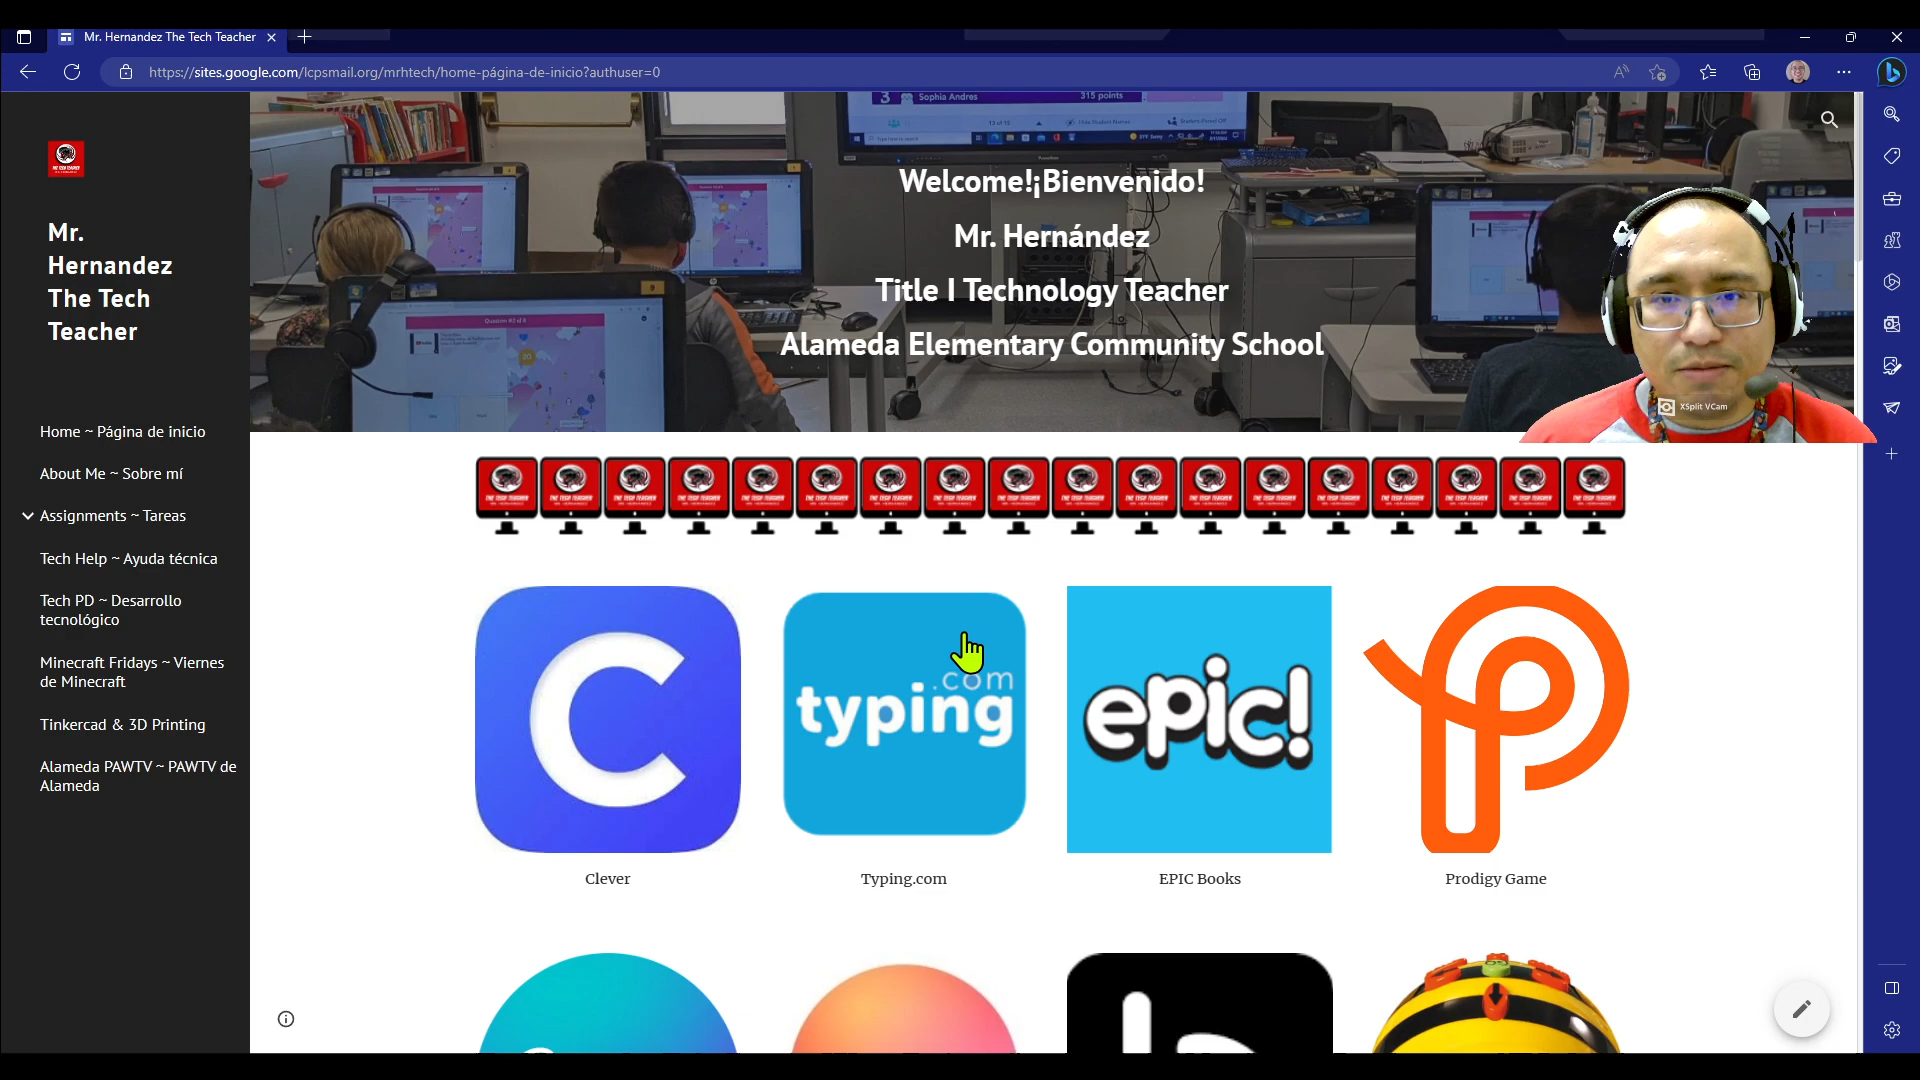 Mr. Hernandez The Tech Teacher
https://sites.google.com/lcpsmail.org/mrhtech/home-página-de-inicio?authuser=0
3 Sophia Andres 315 points
Welcome!¡Bienvenido!
Mr. Hernández
Title I Technology Teacher
Alameda Elementary Community School
XSplit VCam
Mr.
Hernandez
The Tech
Teacher
Home ~ Página de inicio
About Me ~ Sobre mí
Assignments ~ Tareas
Tech Help ~ Ayuda técnica
Tech PD ~ Desarrollo
tecnológico
Minecraft Fridays ~ Viernes
de Minecraft
Tinkercad & 3D Printing
Alameda PAWTV ~ PAWTV de
Alameda
C
.com
typing
epic!
Clever
Typing.com
EPIC Books
Prodigy Game